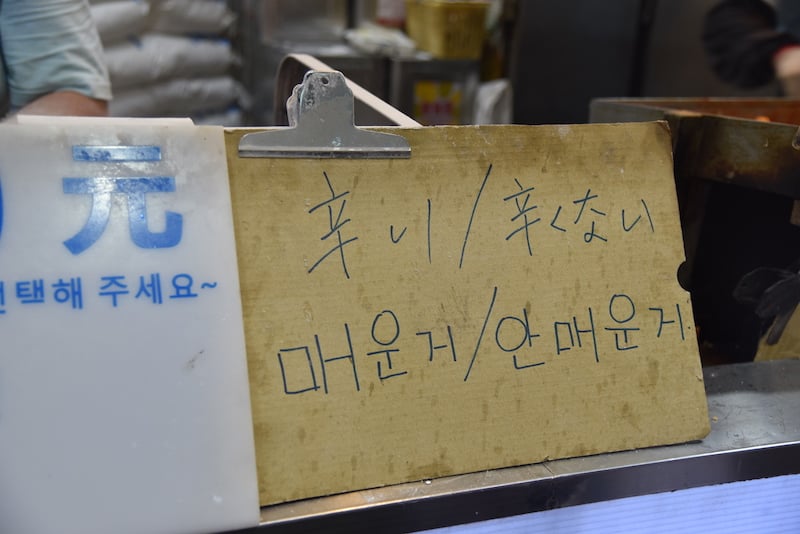 元
택해 주세요~
辛い/辛くない
매운거/안매운거